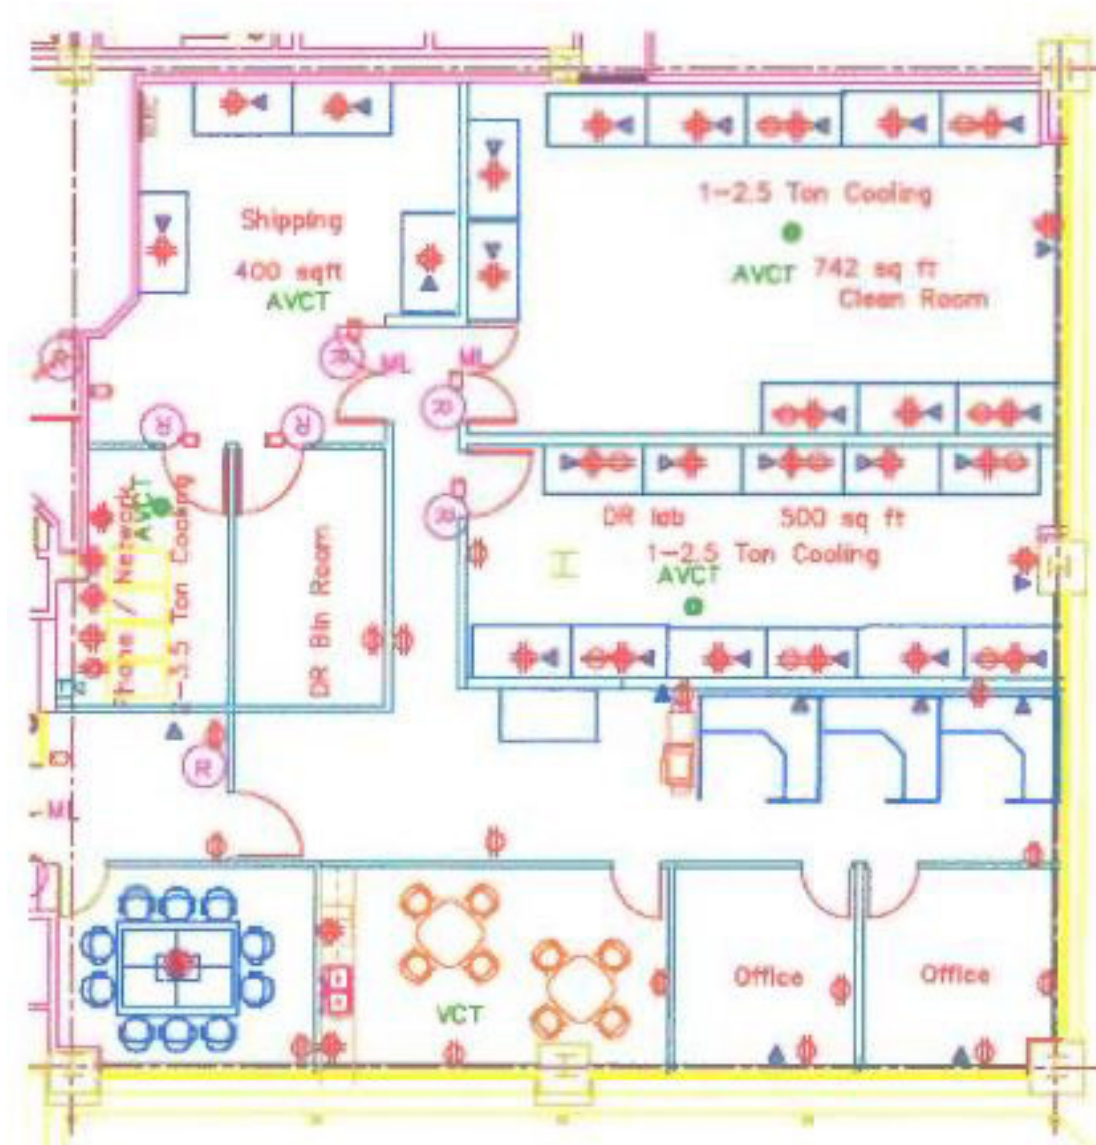 1-2.5 Ton Cooling
Shipping
400 sqft
AVCT
AVCT
742 sq ft
Clean Room
ML
ML
R
R
R
R
R
R
AVCT
Phone / Network
Ton Cooling
DR Bin Room
DR lab
500 sq ft
1-2.5 Ton Cooling
AVCT
R
ML
VCT
Office
Office